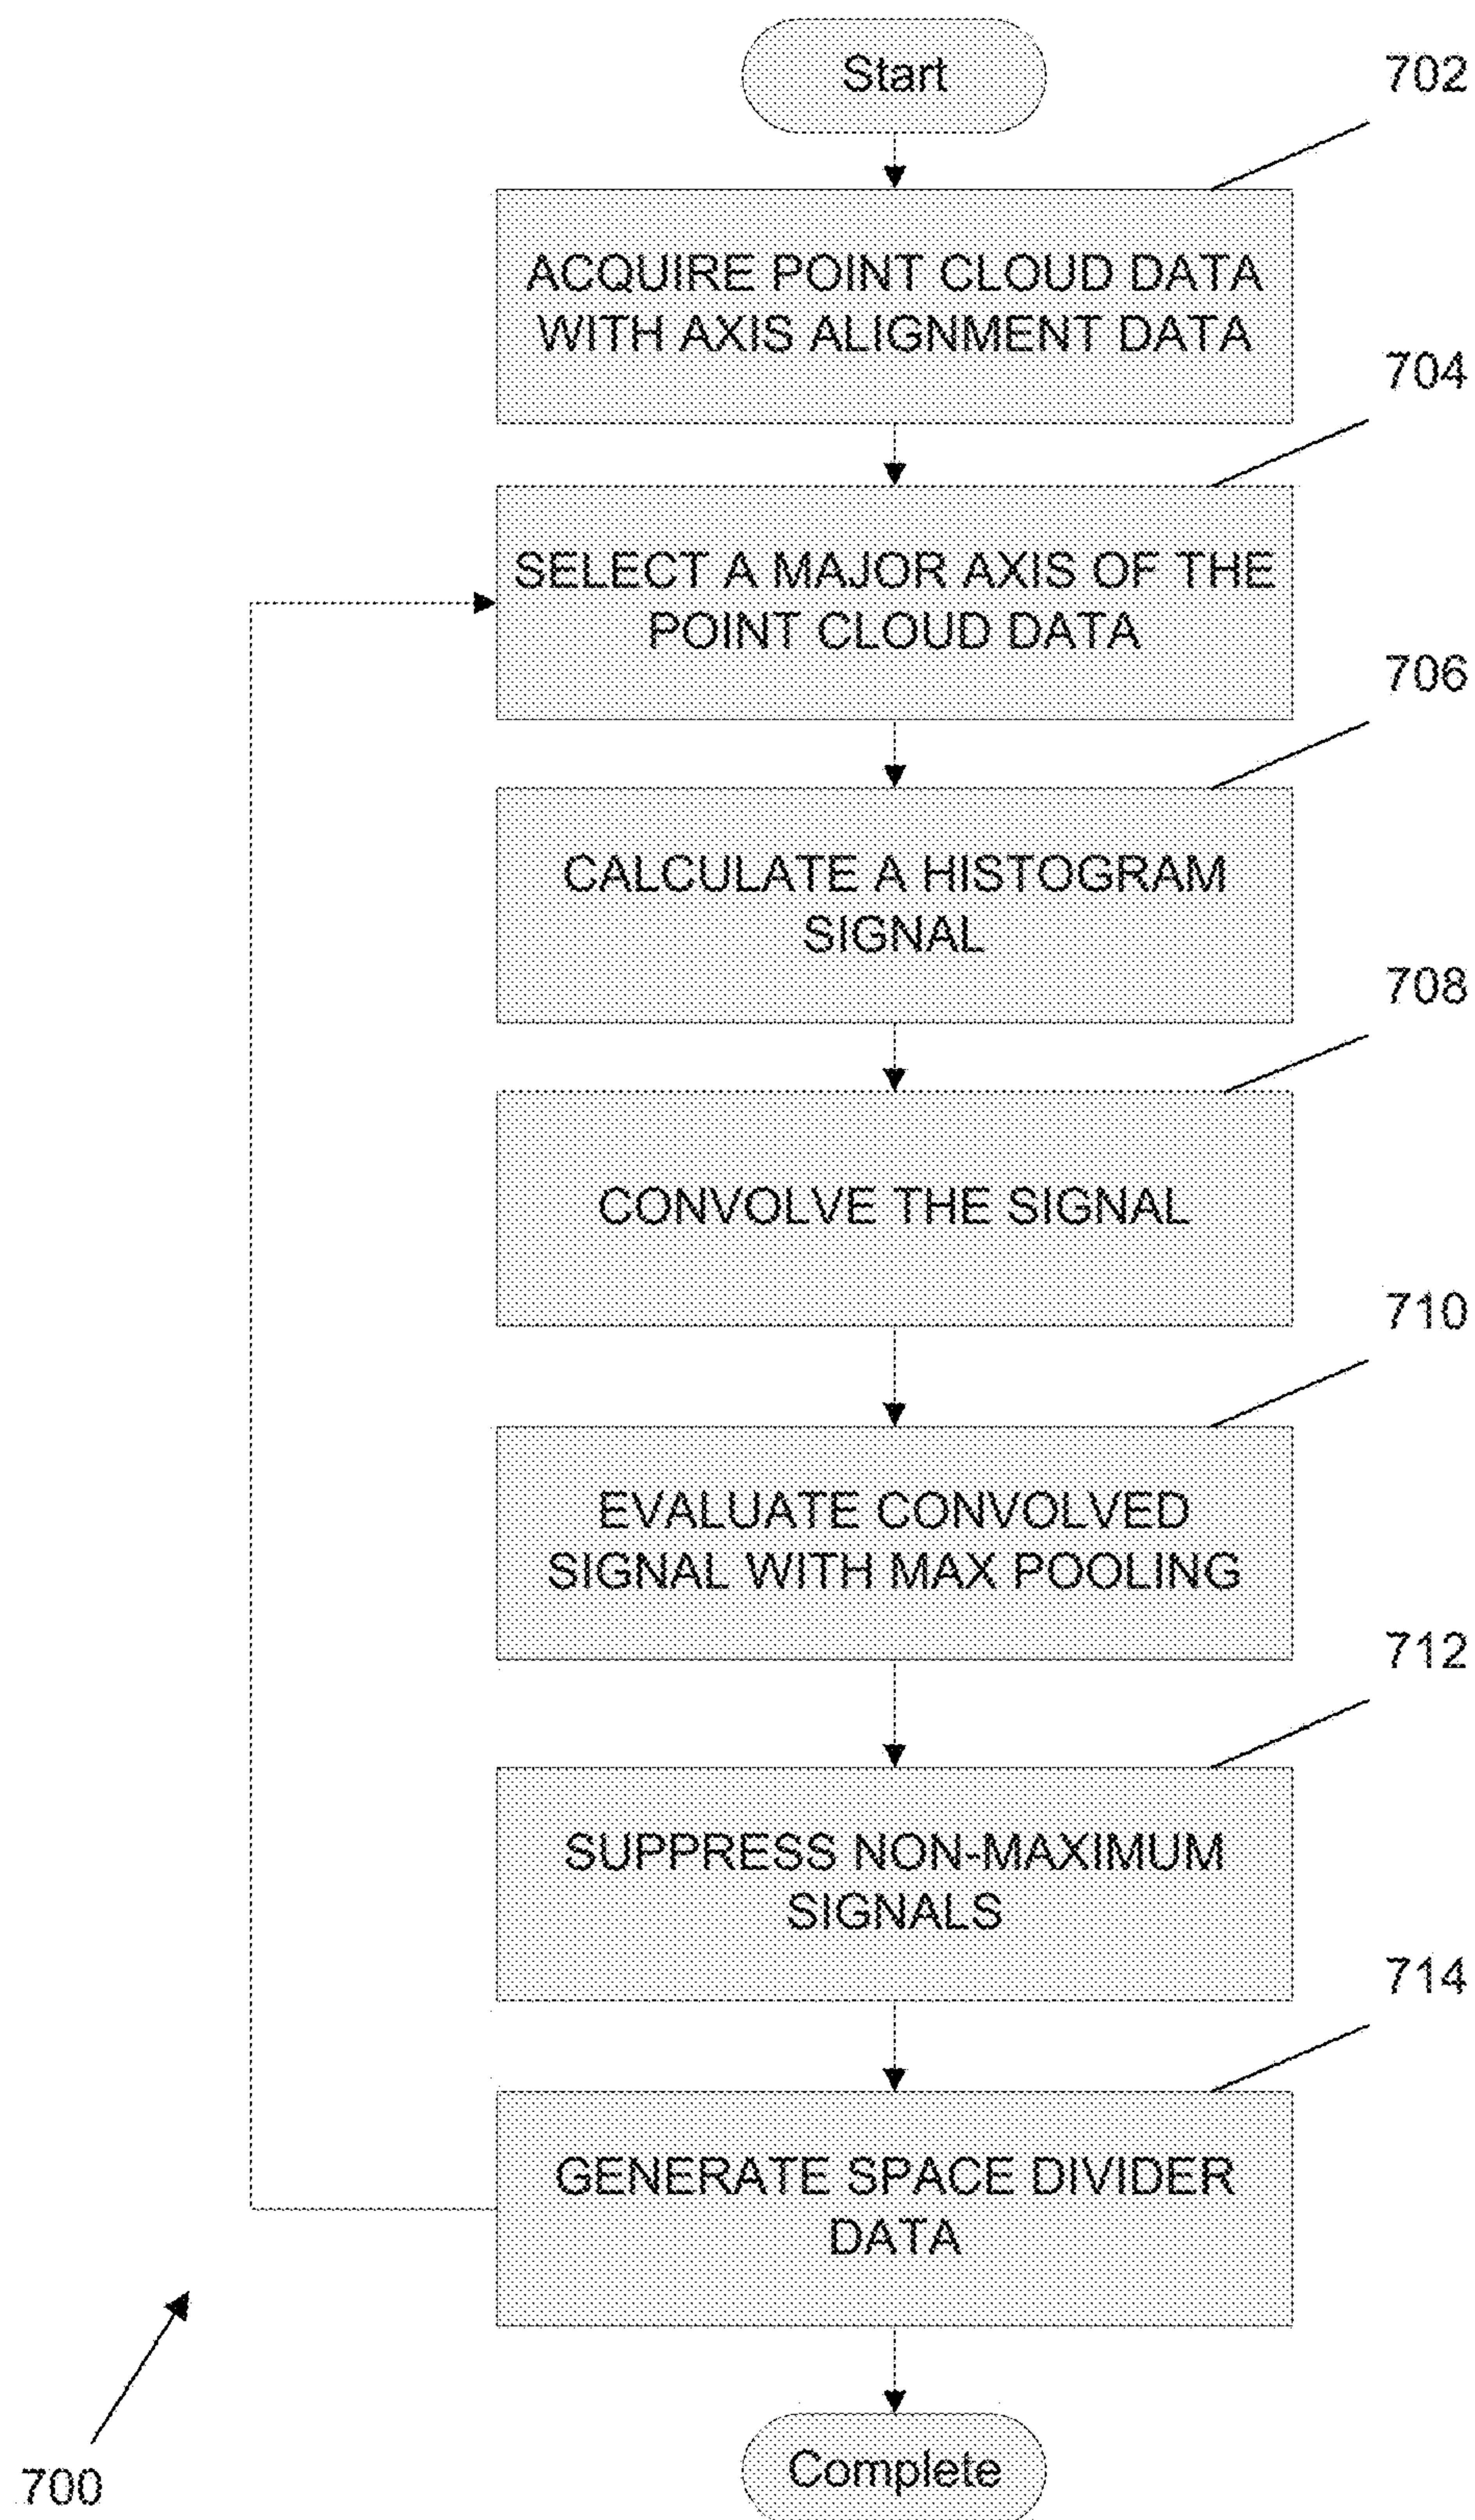 Start
702
ACQUIRE POINT CLOUD DATA
WITH AXIS ALIGNMENT DATA
704
SELECT A MAJOR AXIS OF THE
POINT CLOUD DATA
706
CALCULATE A HISTOGRAM
SIGNAL
708
CONVOLVE THE SIGNAL
710
EVALUATE CONVOLVED
SIGNAL WITH MAX POOLING
712
SUPPRESS NON-MAXIMUM
SIGNALS
714
GENERATE SPACE DIVIDER
DATA
700
Complete